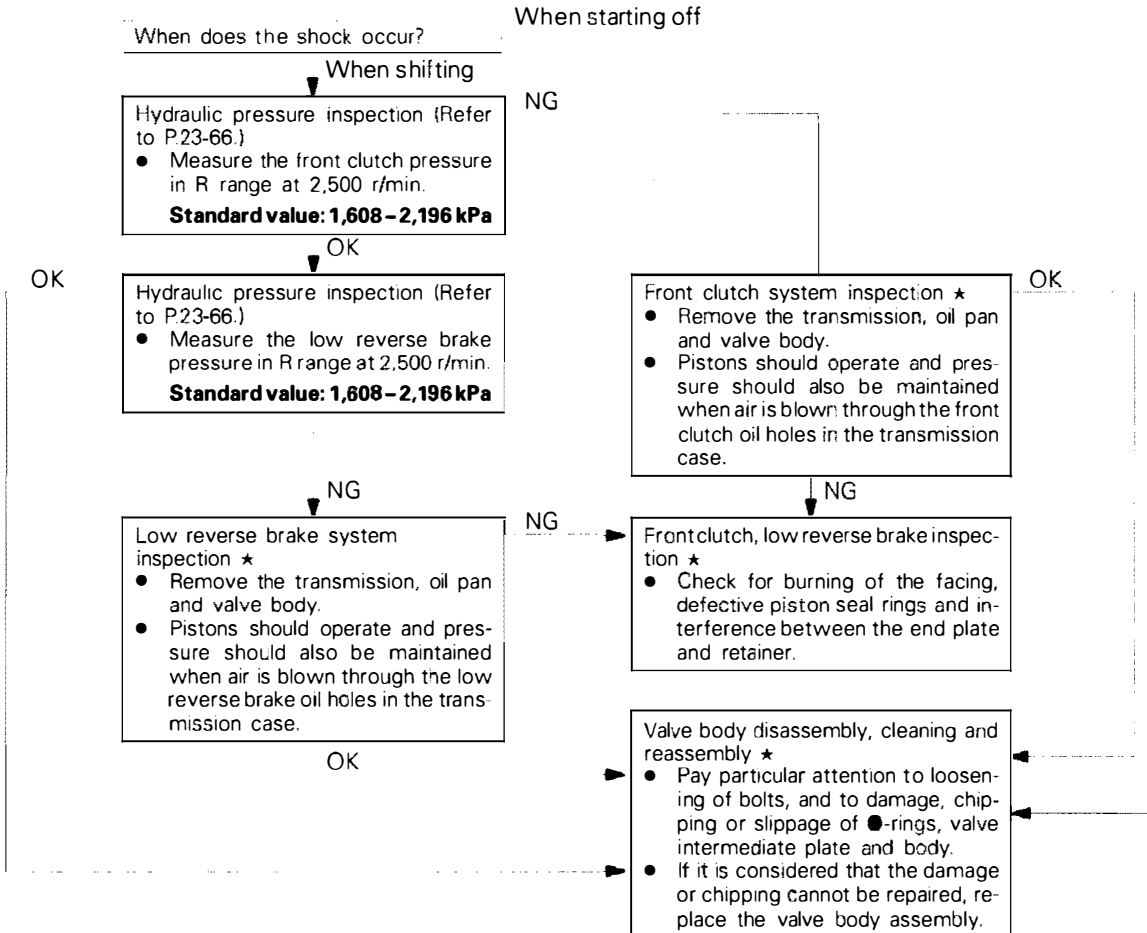 When starting off
When does the shock occur?
When shifting
Hydraulic pressure inspection (Refer
to P.23-66.)
● Measure the front clutch pressure
in R range at 2,500 r/min.
Standard value: 1,608 – 2,196 kPa
NG
OK
OK
Hydraulic pressure inspection (Refer
to P.23-66.)
● Measure the low reverse brake
pressure in R range at 2,500 r/min.
Standard value: 1,608 – 2,196 kPa
Front clutch system inspection ★
● Remove the transmission, oil pan
and valve body.
● Pistons should operate and pres-
sure should also be maintained
when air is blown through the front
clutch oil holes in the transmission
case.
OK
NG
NG
Low reverse brake system
inspection ★
● Remove the transmission, oil pan
and valve body.
● Pistons should operate and pres-
sure should also be maintained
when air is blown through the low
reverse brake oil holes in the trans-
mission case.
NG
OK
Front clutch, low reverse brake inspec-
tion ★
● Check for burning of the facing,
defective piston seal rings and in-
terference between the end plate
and retainer.
Valve body disassembly, cleaning and
reassembly ★
● Pay particular attention to loosen-
ing of bolts, and to damage, chip-
ping or slippage of ●-rings, valve
intermediate plate and body.
● If it is considered that the damage
or chipping cannot be repaired, re-
place the valve body assembly.